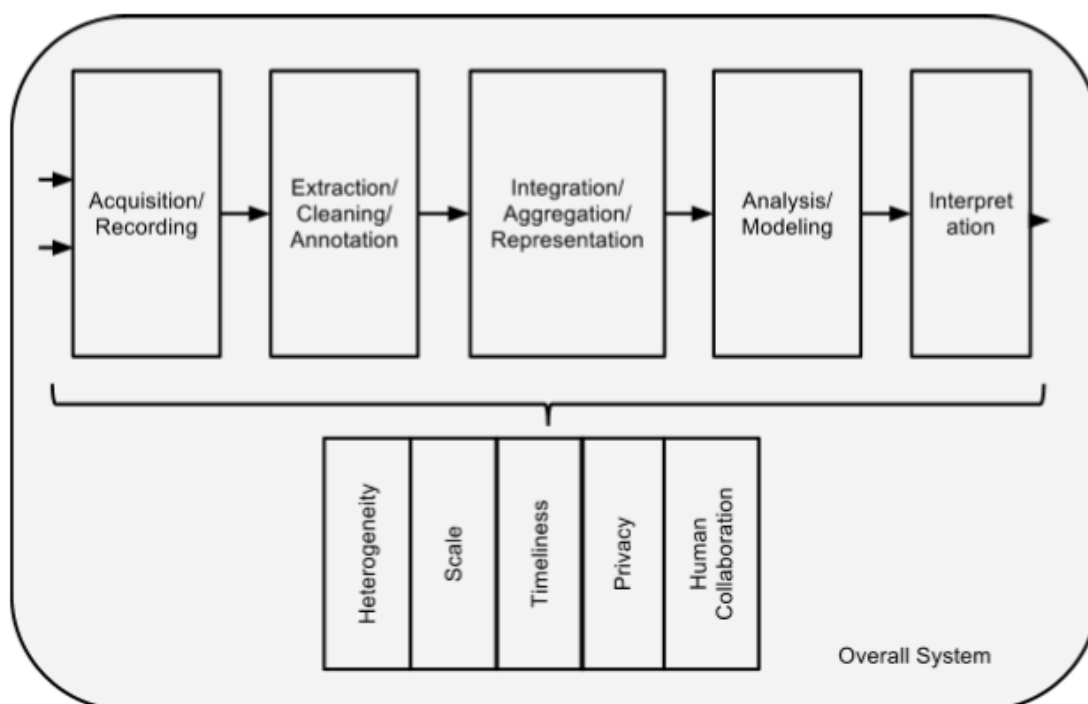 Acquisition/
Recording
Extraction/
Cleaning/
Annotation
Integration/
Aggregation/
Representation
Analysis/
Modeling
Interpret
ation
Heterogeneity
Scale
Timeliness
Privacy
Human
Collaboration
Overall System